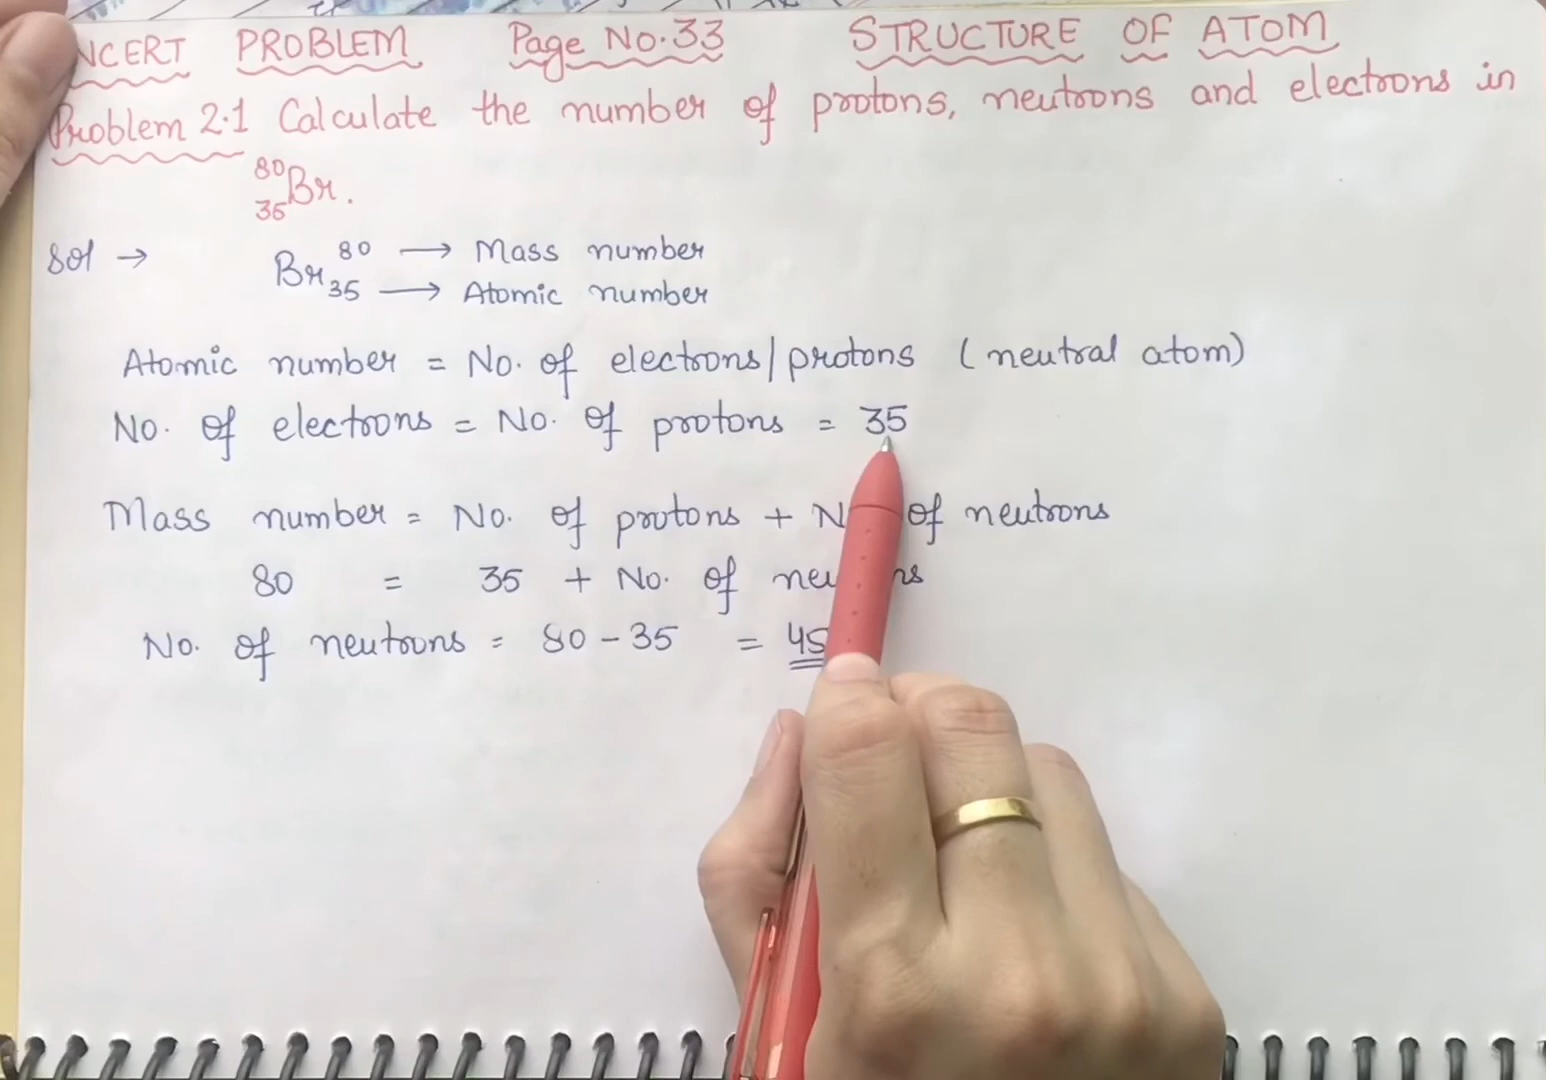 NCERT PROBLEM Page No.33 STRUCTURE OF ATOM
Problem 2.1 Calculate the number of protons, neutrons and electrons in
80
35 Br.
Sol → Br 80 → Mass number
35 → Atomic number
Atomic number = No. of electrons/protons (neutral atom)
No. of electrons = No. of protons = 35
Mass number = No. of protons + of neutrons
80 = 35 + No. of
No. of neutrons = 80 - 35 = 45